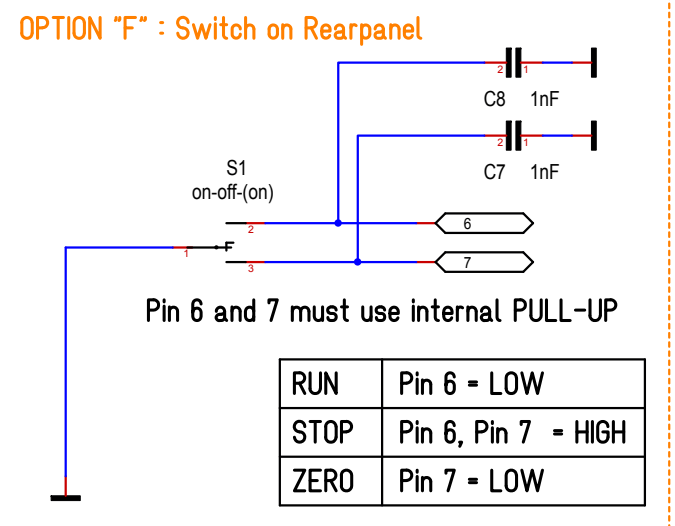 OPTION "F" : Switch on Rearpanel
2 1
C8 1nF
2 1
C7 1nF
S1
on-off-(on)
2 6
1
3 7
Pin 6 and 7 must use internal PULL-UP
RUN Pin 6 = LOW
STOP Pin 6, Pin 7 = HIGH
ZERO Pin 7 = LOW